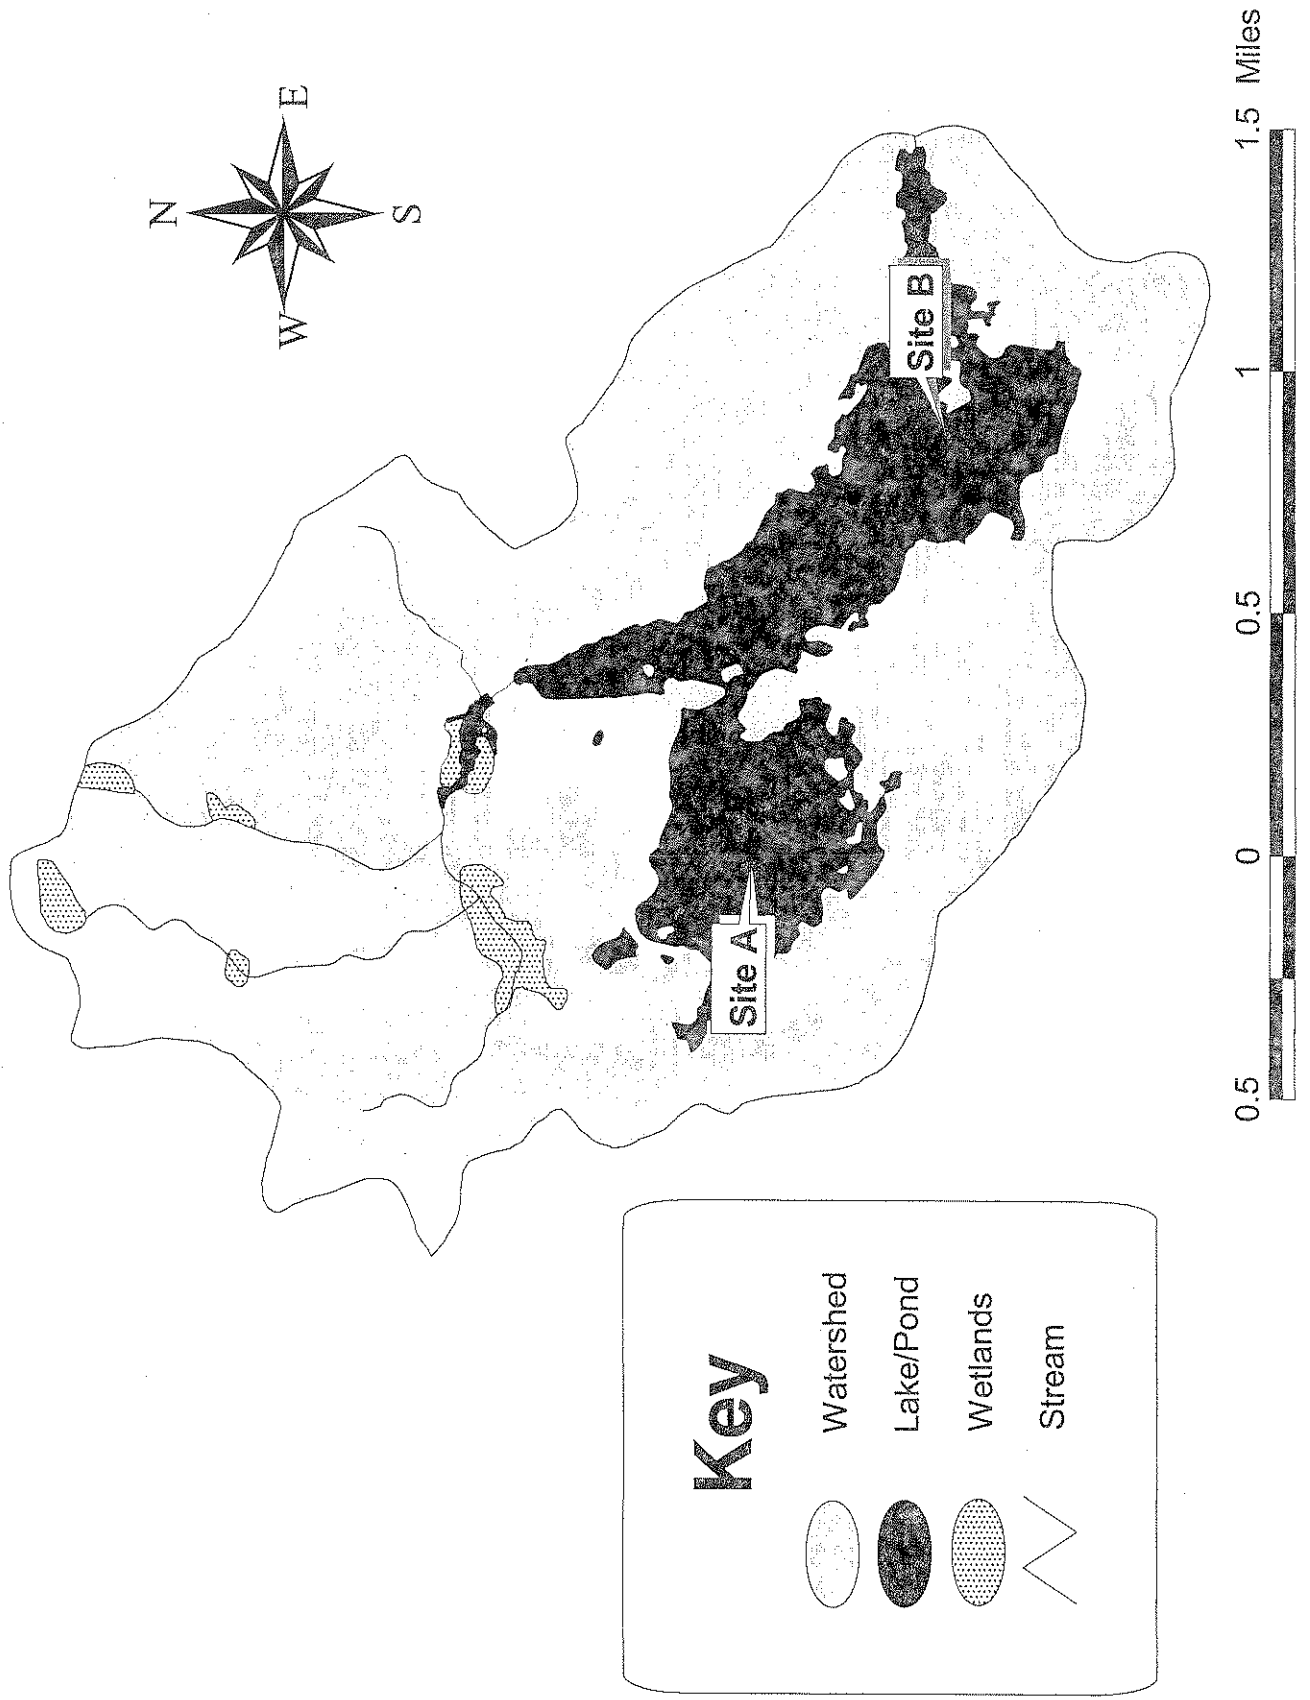 N
W
E
S
Site A
Site B
Key
Watershed
Lake/Pond
Wetlands
Stream
0.5 0 0.5 1 1.5 Miles